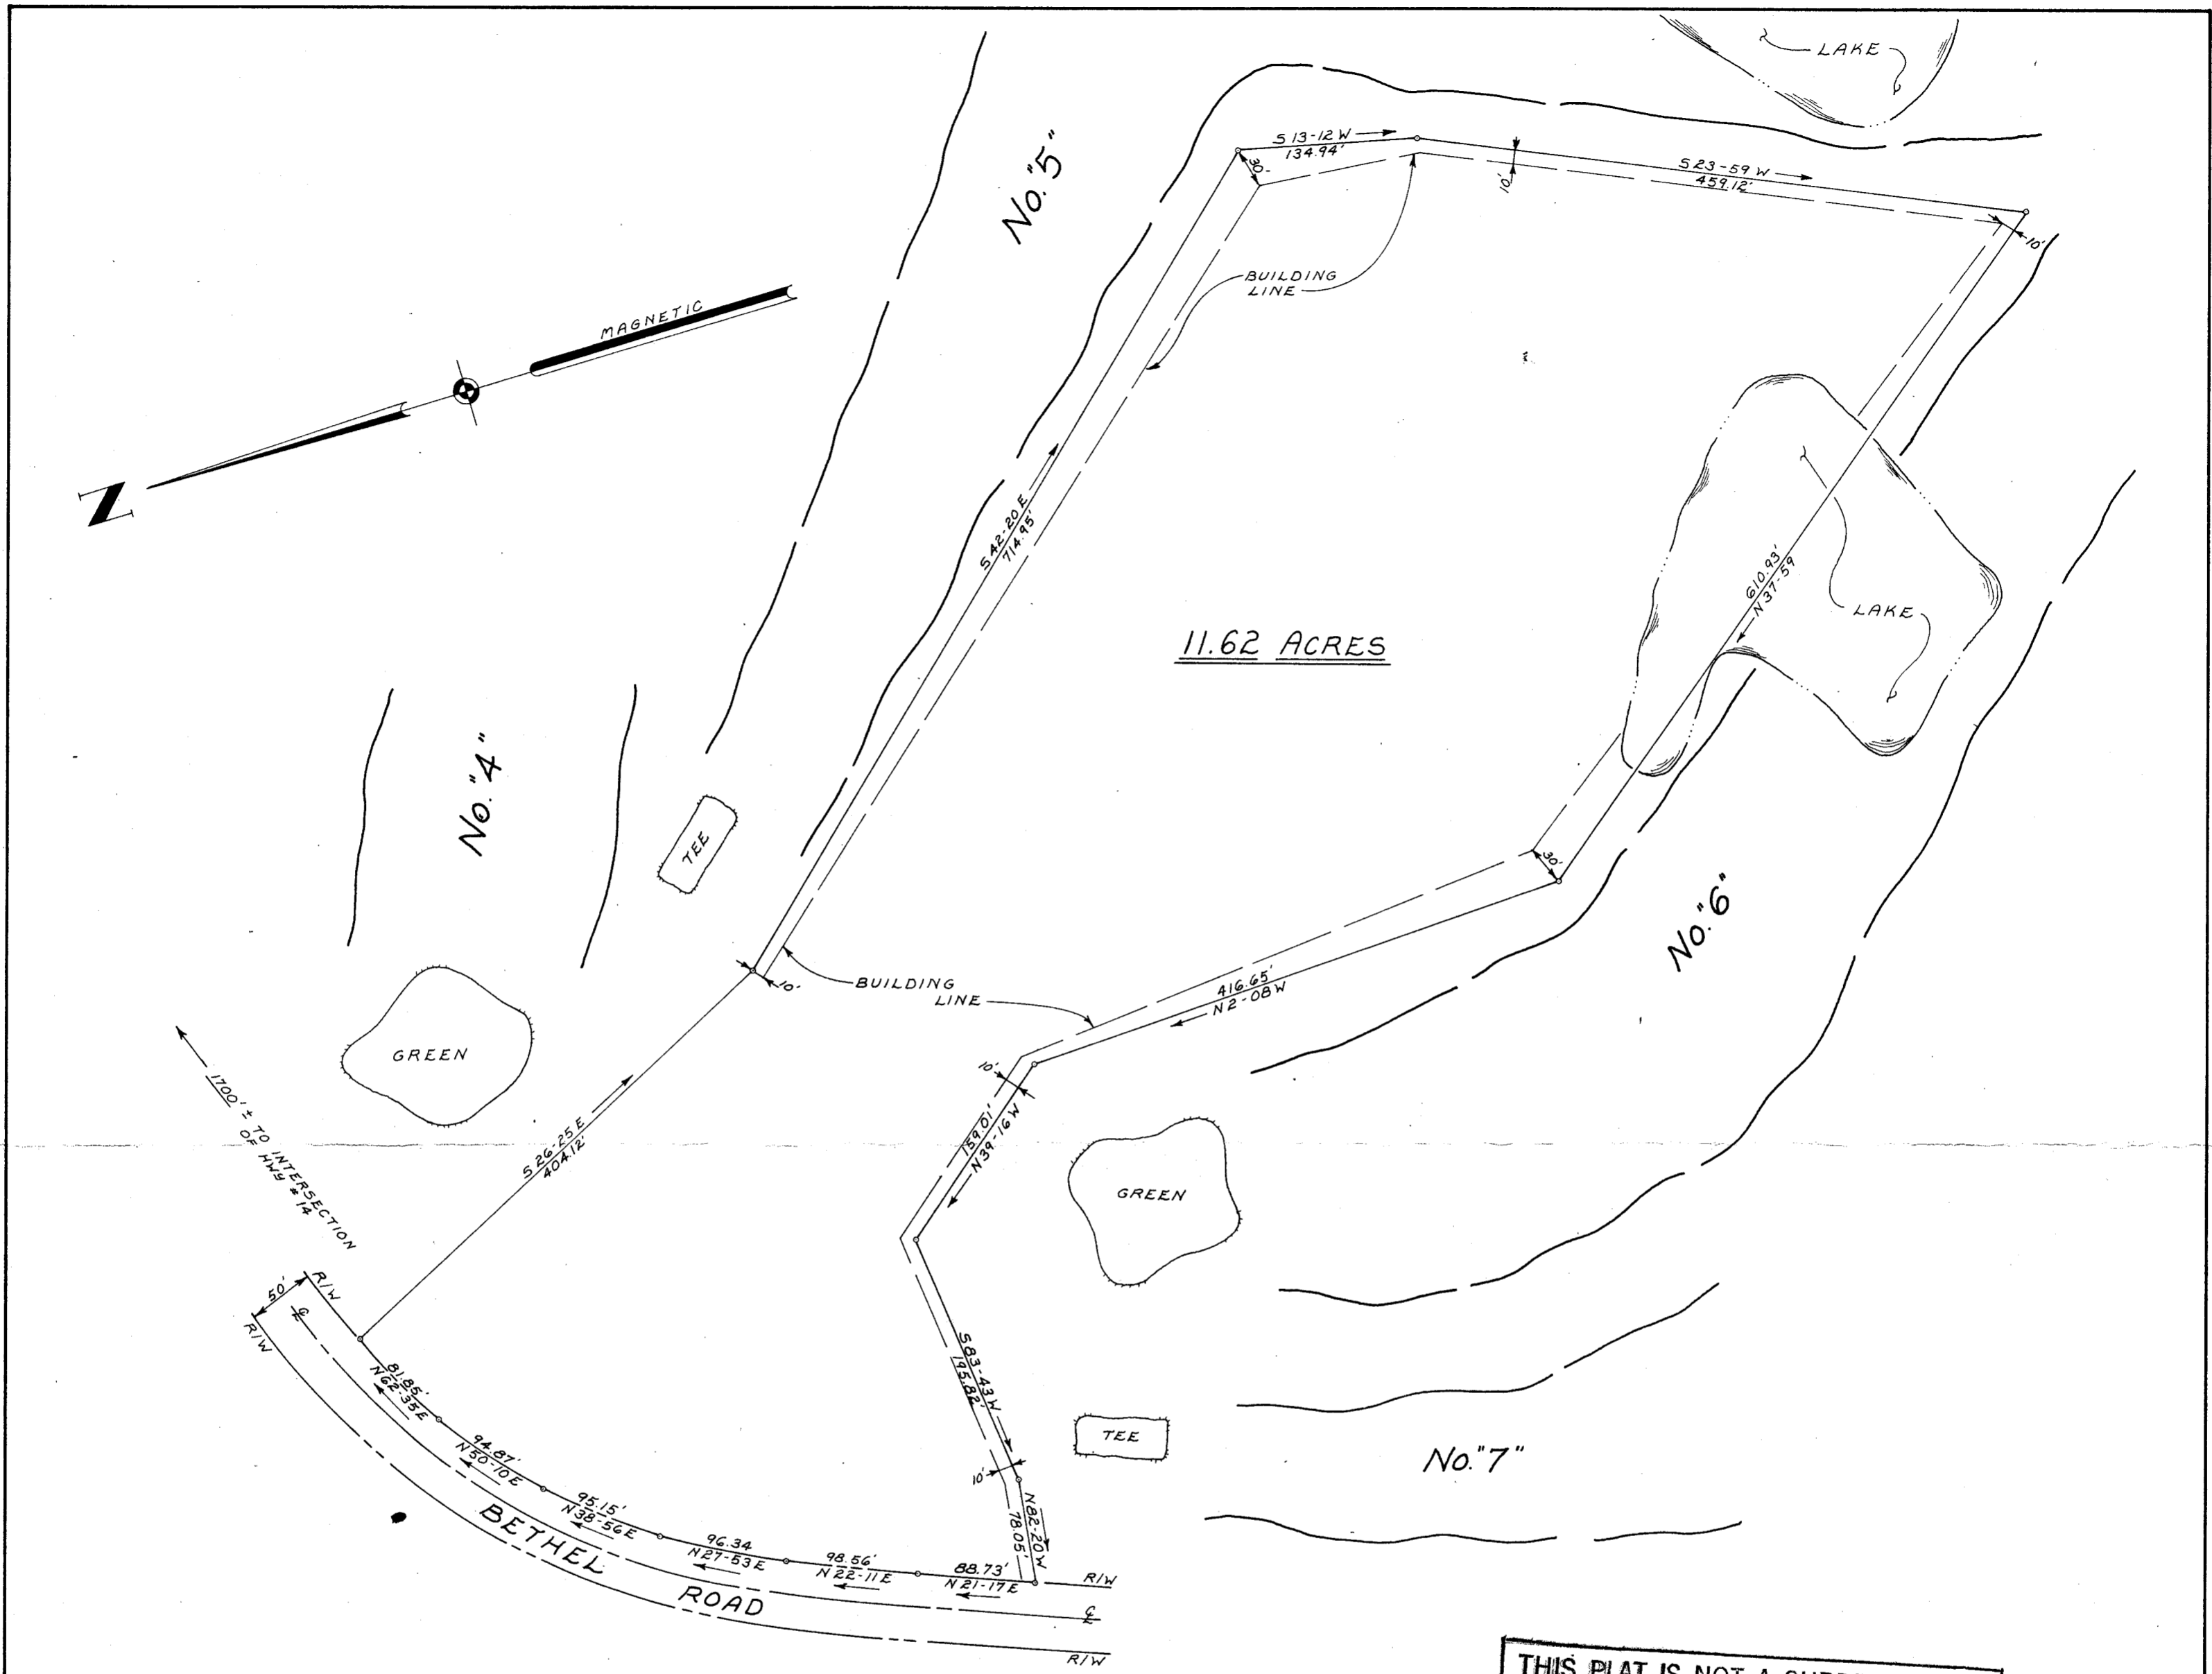 LAKE
No. "5"
S 13-12 W
134.94'
30'
10'
S 23-59 W
459.12'
10'
BUILDING
LINE
MAGNETIC
N
S 42-20 E
714.95'
610.93'
N 37-59
LAKE
11.62 ACRES
No. "4"
TEE
30'
No. "6"
10'
BUILDING
LINE
416.65'
N 2-08 W
GREEN
10'
159.01'
N 39-16 W
GREEN
1700' ± TO INTERSECTION
OF HWY # 14
S 26-25 E
404.12'
50'
R/W
℄
R/W
S 83-43 W
195.82'
81.85'
N 62-35 E
TEE
No. "7"
94.87'
N 50-10 E
10'
N 82-20 W
78.05'
95.15'
N 38-56 E
96.34
N 27-53 E
98.56'
N 22-11 E
88.73'
N 21-17 E
R/W
BETHEL ROAD
℄
R/W
THIS PLAT IS NOT A